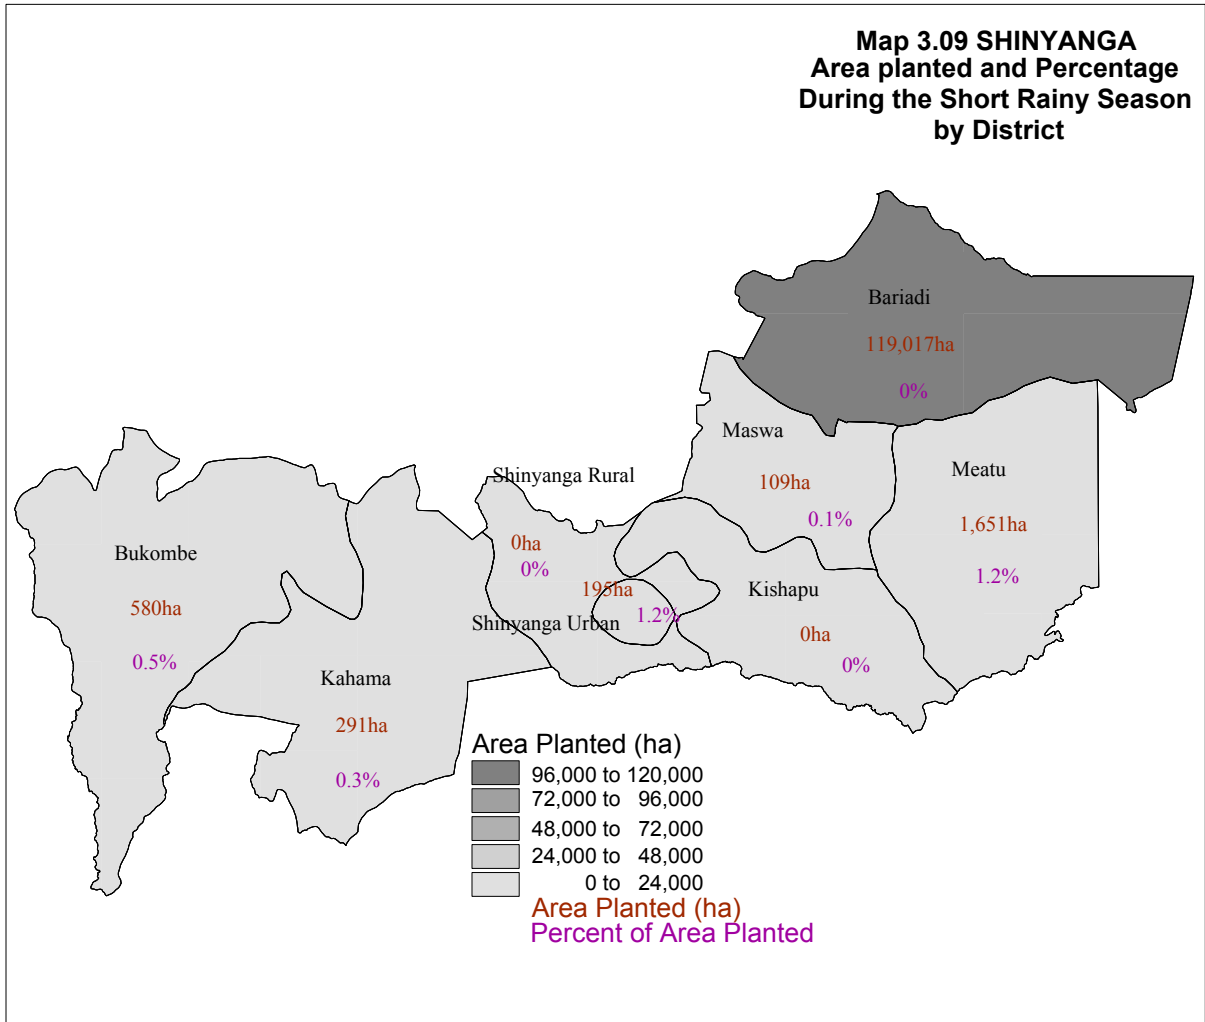 Map 3.09 SHINYANGA
Area planted and Percentage
During the Short Rainy Season
by District
Bariadi
119,017ha
0%
Maswa
109ha
0.1%
Meatu
1,651ha
1.2%
Shinyanga Rural
0ha
0%
195ha
1.2%
Shinyanga Urban
Kishapu
0ha
0%
Bukombe
580ha
0.5%
Kahama
291ha
0.3%
Area Planted (ha)
96,000 to 120,000
72,000 to 96,000
48,000 to 72,000
24,000 to 48,000
0 to 24,000
Area Planted (ha)
Percent of Area Planted